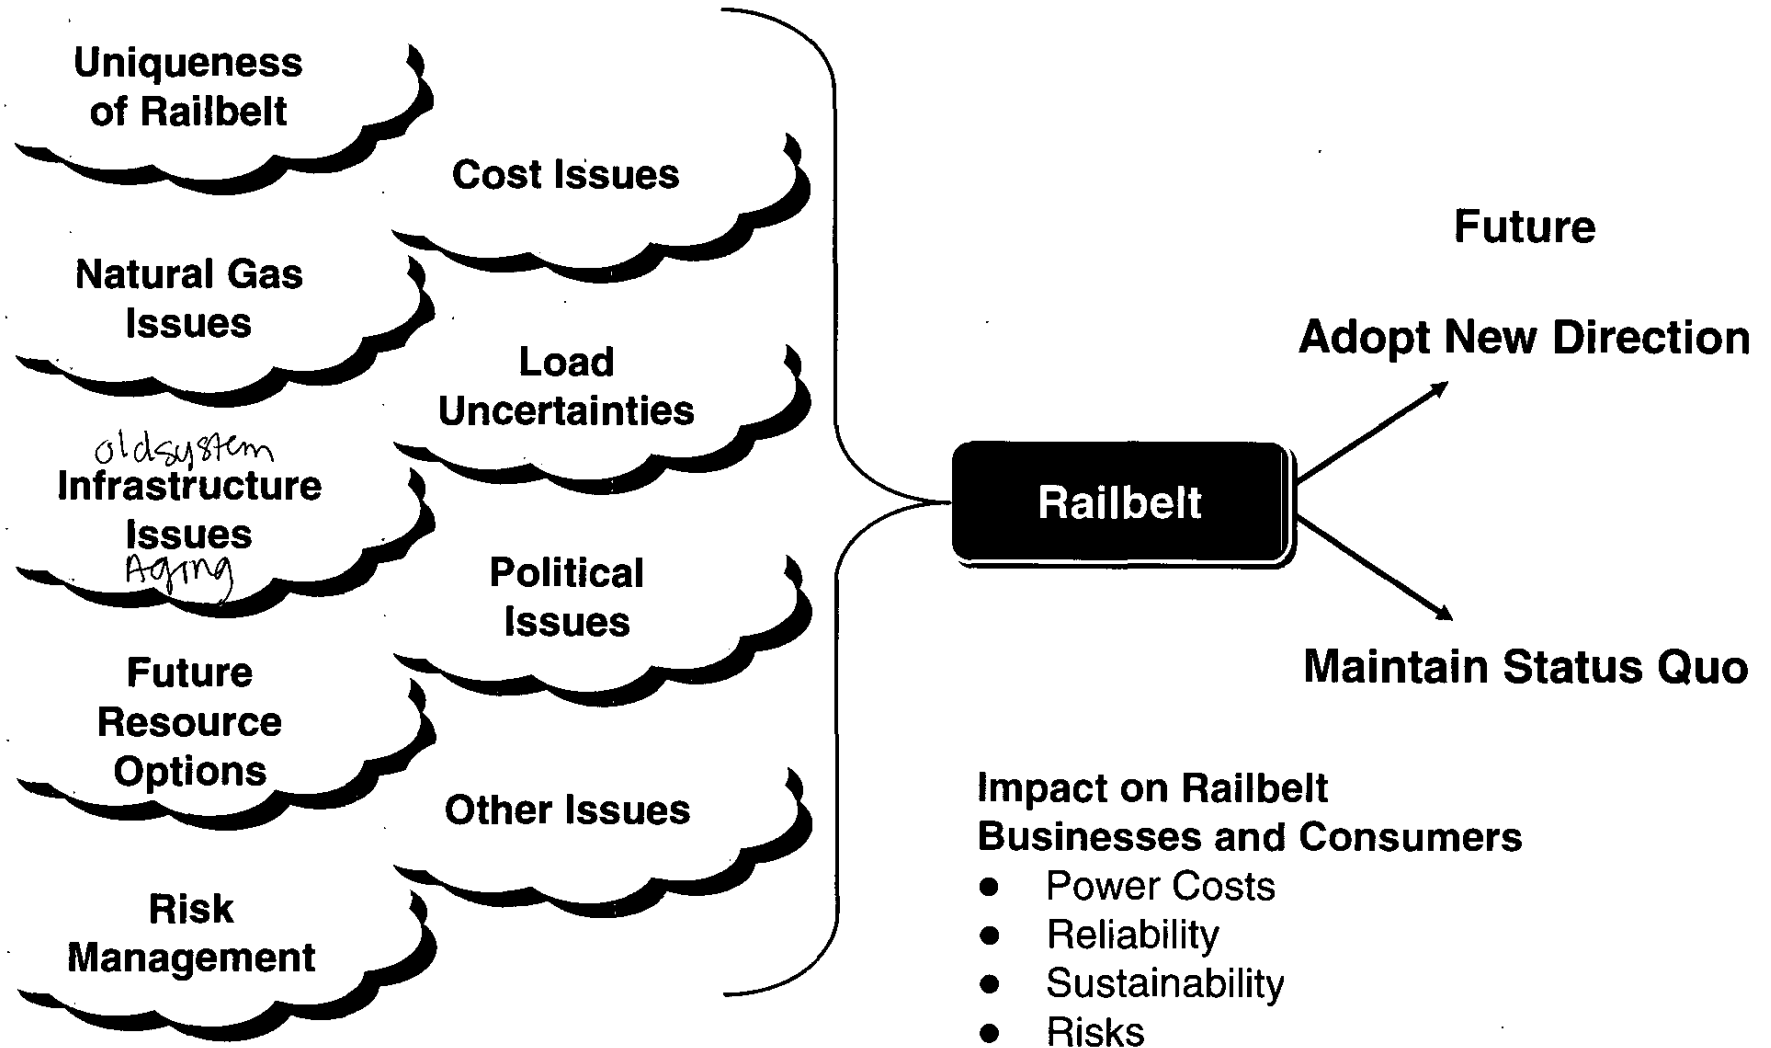 Uniqueness
of Railbelt
Cost Issues
Natural Gas
Issues
Load
Uncertainties
oldsystem
Infrastructure
Issues
Aging
Political
Issues
Future
Resource
Options
Other Issues
Risk
Management
Railbelt
Future
Adopt New Direction
Maintain Status Quo
Impact on Railbelt
Businesses and Consumers
● Power Costs
● Reliability
● Sustainability
● Risks